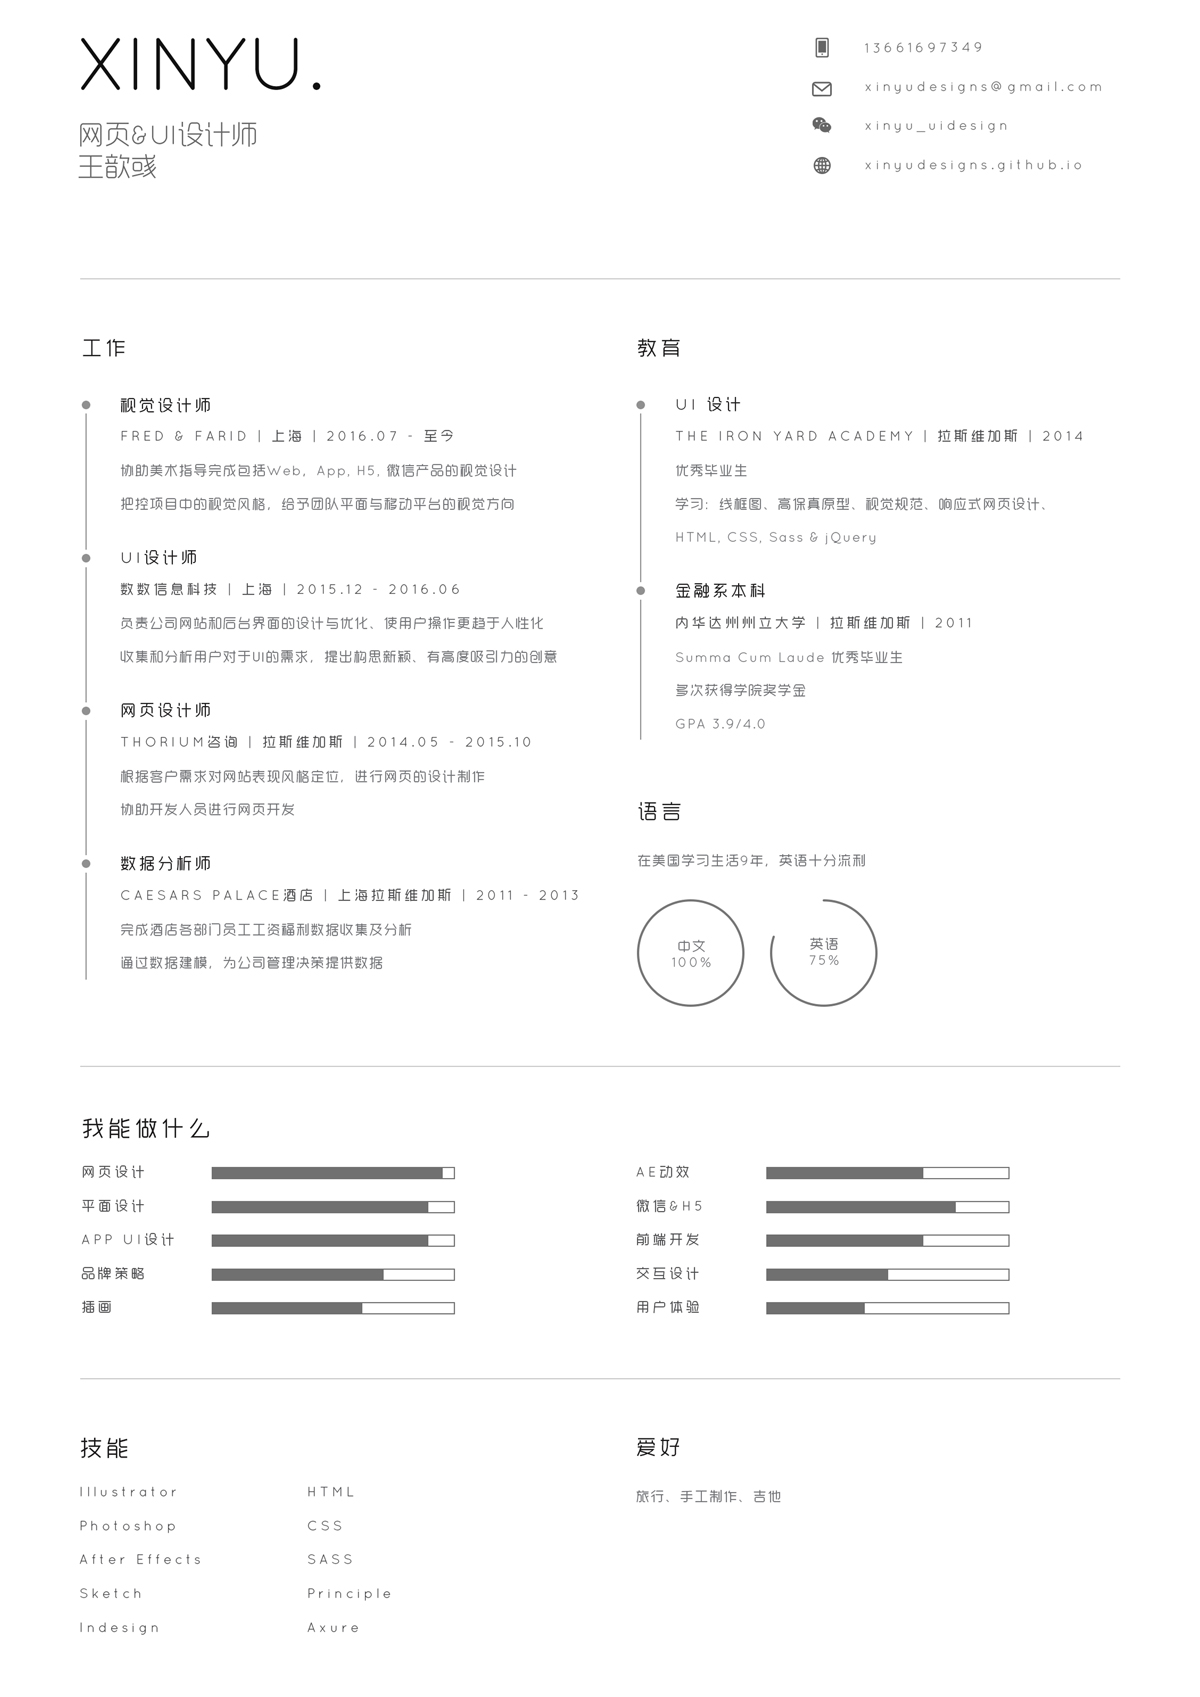 XINYU.
网页&UI设计师
王歆彧
13661697349
xinyudesigns@gmail.com
xinyu_uidesign
xinyudesigns.github.io
工作
视觉设计师
FRED & FARID | 上海 | 2016.07 - 至今
协助美术指导完成包括Web, App, H5, 微信产品的视觉设计
把控项目中的视觉风格, 给予团队平面与移动平台的视觉方向
UI设计师
数数信息科技 | 上海 | 2015.12 - 2016.06
负责公司网站和后台界面的设计与优化、使用户操作更趋于人性化
收集和分析用户对于UI的需求, 提出构思新颖、有高度吸引力的创意
网页设计师
THORIUM咨询 | 拉斯维加斯 | 2014.05 - 2015.10
根据客户需求对网站表现风格定位, 进行网页的设计制作
协助开发人员进行网页开发
数据分析师
CAESARS PALACE酒店 | 上海拉斯维加斯 | 2011 - 2013
完成酒店各部门员工工资福利数据收集及分析
通过数据建模, 为公司管理决策提供数据
教育
UI 设计
THE IRON YARD ACADEMY | 拉斯维加斯 | 2014
优秀毕业生
学习: 线框图、高保真原型、视觉规范、响应式网页设计、
HTML, CSS, Sass & jQuery
金融系本科
内华达州州立大学 | 拉斯维加斯 | 2011
Summa Cum Laude 优秀毕业生
多次获得学院奖学金
GPA 3.9/4.0
语言
在美国学习生活9年, 英语十分流利
中文
100%
英语
75%
我能做什么
网页设计
平面设计
APP UI设计
品牌策略
插画
AE动效
微信&H5
前端开发
交互设计
用户体验
技能
Illustrator
Photoshop
After Effects
Sketch
Indesign
HTML
CSS
SASS
Principle
Axure
爱好
旅行、手工制作、吉他